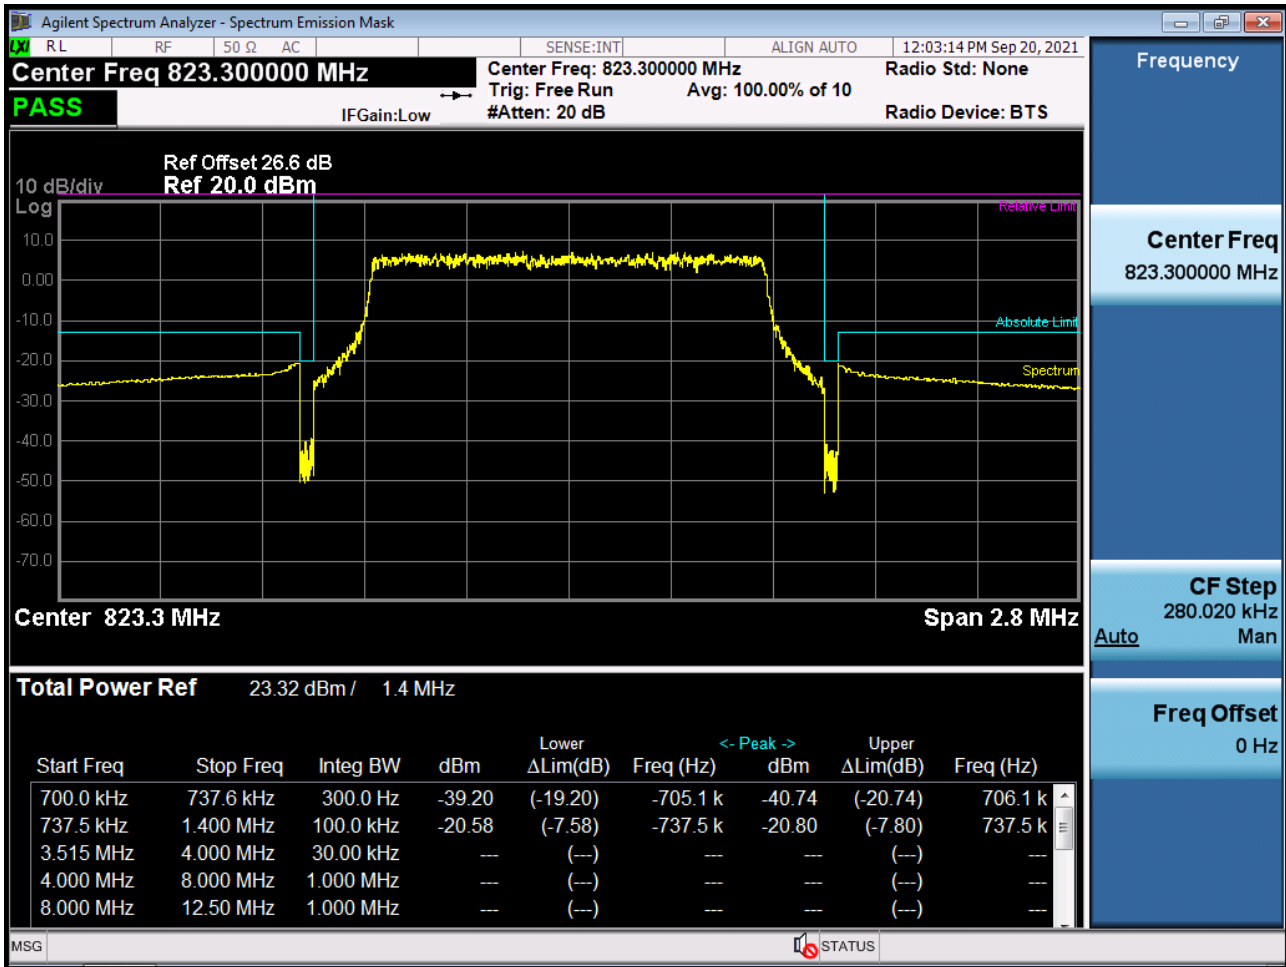 Agilent Spectrum Analyzer - Spectrum Emission Mask
LXI RL RF 50 Ω AC SENSE:INT ALIGN AUTO 12:03:14 PM Sep 20, 2021
Center Freq 823.300000 MHz
Center Freq: 823.300000 MHz Radio Std: None
Trig: Free Run Avg: 100.00% of 10
PASS IFGain:Low #Atten: 20 dB Radio Device: BTS
Ref Offset 26.6 dB
10 dB/div Ref 20.0 dBm
Log
Relative Limit
10.0
0.00
-10.0
Absolute Limit
-20.0
Spectrum
-30.0
-40.0
-50.0
-60.0
-70.0
Center 823.3 MHz Span 2.8 MHz
Total Power Ref 23.32 dBm / 1.4 MHz
Lower <- Peak -> Upper
Start Freq Stop Freq Integ BW dBm ΔLim(dB) Freq (Hz) dBm ΔLim(dB) Freq (Hz)
700.0 kHz 737.6 kHz 300.0 Hz -39.20 (-19.20) -705.1 k -40.74 (-20.74) 706.1 k
737.5 kHz 1.400 MHz 100.0 kHz -20.58 (-7.58) -737.5 k -20.80 (-7.80) 737.5 k
3.515 MHz 4.000 MHz 30.00 kHz --- (---) --- --- (---) ---
4.000 MHz 8.000 MHz 1.000 MHz --- (---) --- --- (---) ---
8.000 MHz 12.50 MHz 1.000 MHz --- (---) --- --- (---) ---
MSG STATUS
Frequency
Center Freq
823.300000 MHz
CF Step
280.020 kHz
Auto Man
Freq Offset
0 Hz